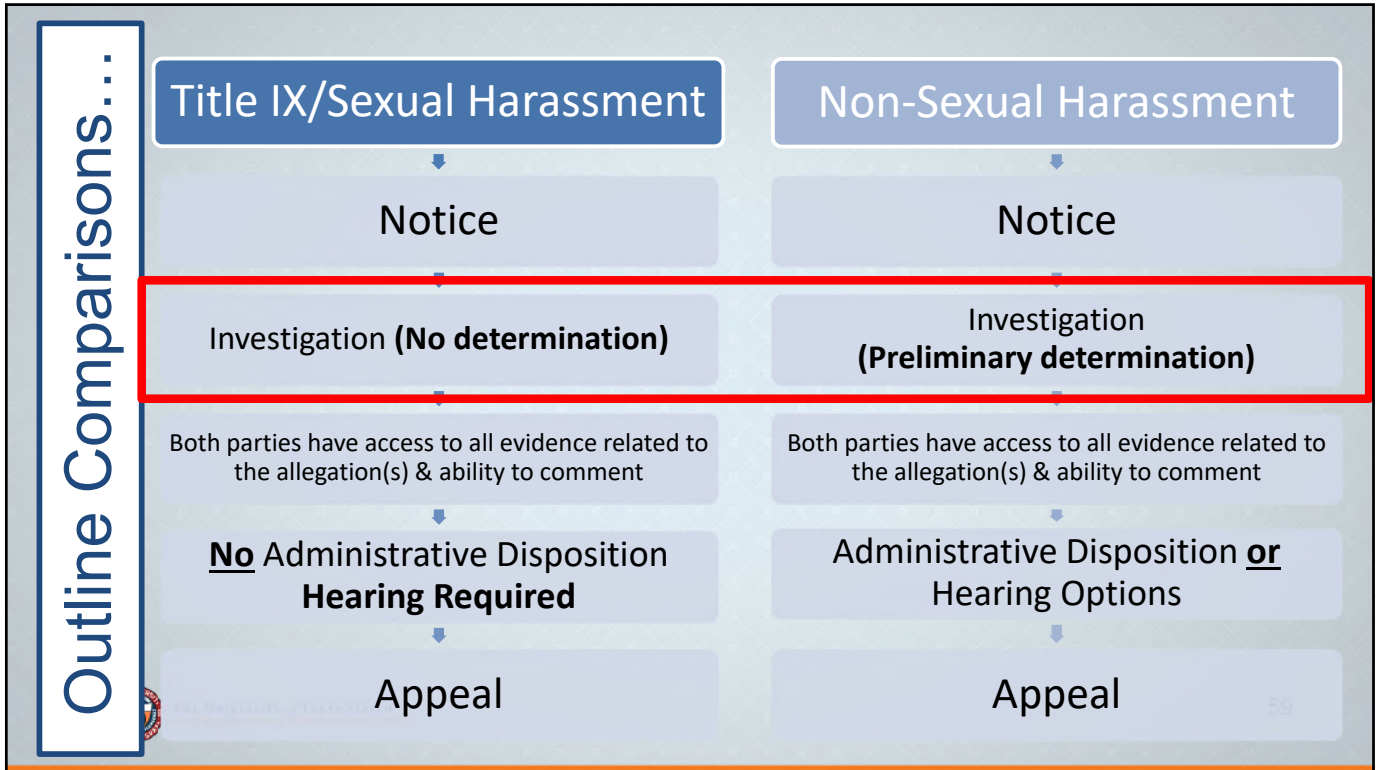 Outline Comparisons…
Title IX/Sexual Harassment
Notice
Investigation (No determination)
Both parties have access to all evidence related to
the allegation(s) & ability to comment
No Administrative Disposition
Hearing Required
Appeal
Non-Sexual Harassment
Notice
Investigation
(Preliminary determination)
Both parties have access to all evidence related to
the allegation(s) & ability to comment
Administrative Disposition or
Hearing Options
Appeal
59